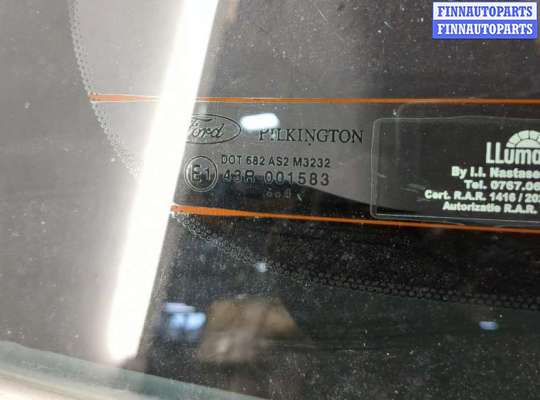 FINNAUTOPARTS
FINNAUTOPARTS
Ford PILKINGTON
DOT 682 AS2 M3232
E1 43R-001583
LLuma
By I.I. Nastase
Tel. 0767.06
Cert. R.A.R. 1416 / 20
Autorizatie R.A.R.